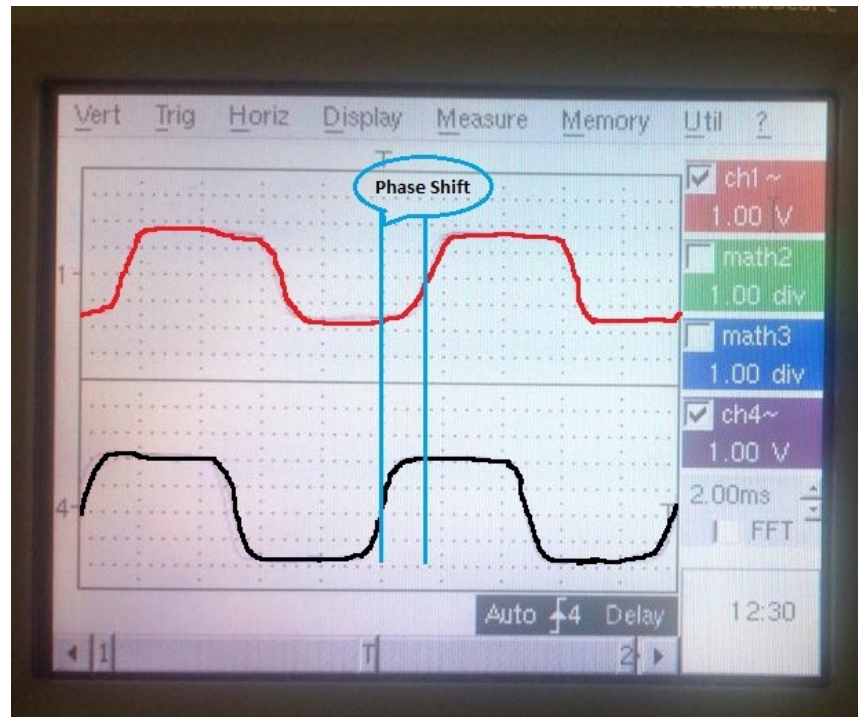 Vert Trig Horiz Display Measure Memory Util ?
T
Phase Shift
ch1 ~
1.00 V
math2
1.00 div
math3
1.00 div
ch4~
1.00 V
1
4
T
2.00ms
FFT
Auto 4 Delay
12:30
1 T 2